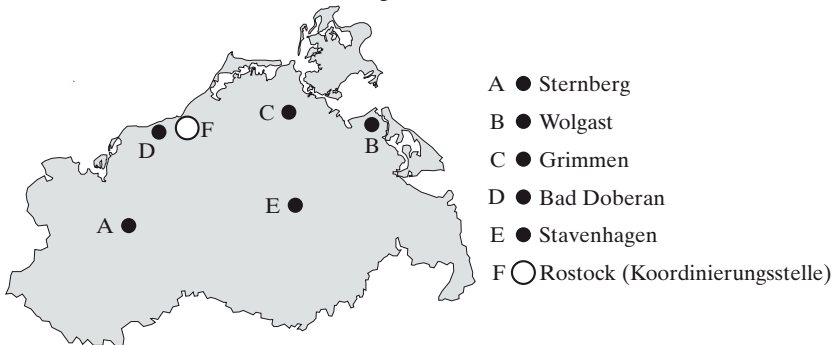 C
F
D
B
E
A
A Sternberg
B Wolgast
C Grimmen
D Bad Doberan
E Stavenhagen
F Rostock (Koordinierungsstelle)